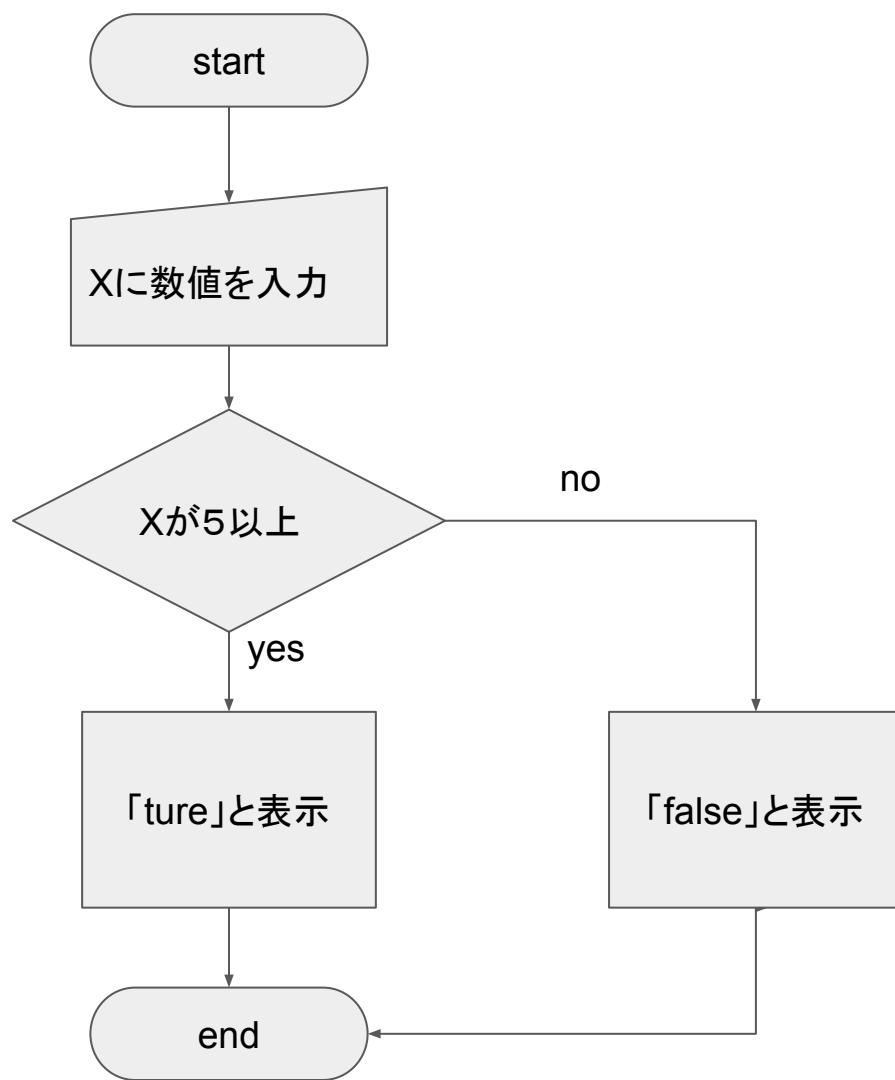 start
Xに数値を入力
Xが５以上
no
yes
「ture」と表示
「false」と表示
end